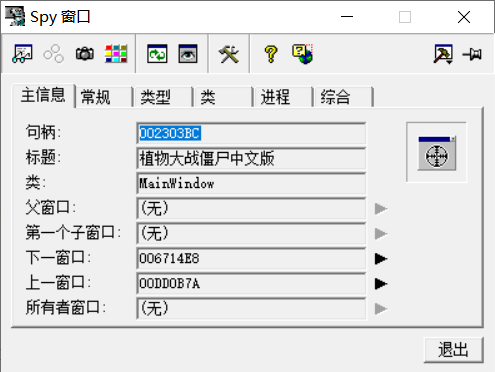 Spy 窗口
主信息 常规 类型 类 进程 综合
句柄: 002303BC
标题: 植物大战僵尸中文版
类: MainWindow
父窗口: (无)
第一个子窗口: (无)
下一窗口: 006714E8
上一窗口: 00DD0B7A
所有者窗口: (无)
退出